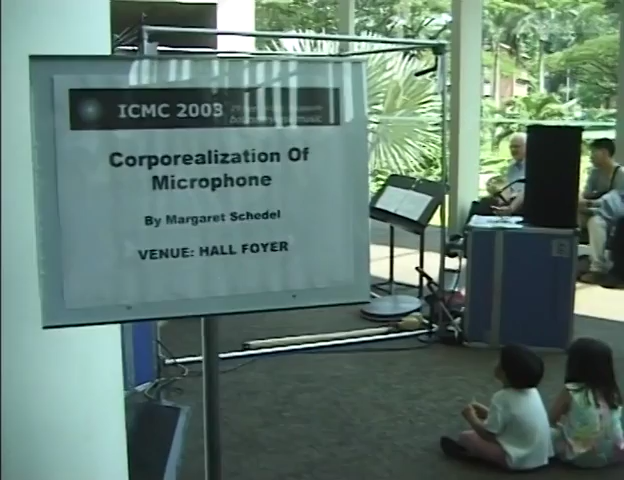 ICMC 2003
Corporealization Of
Microphone
By Margaret Schedel
VENUE: HALL FOYER